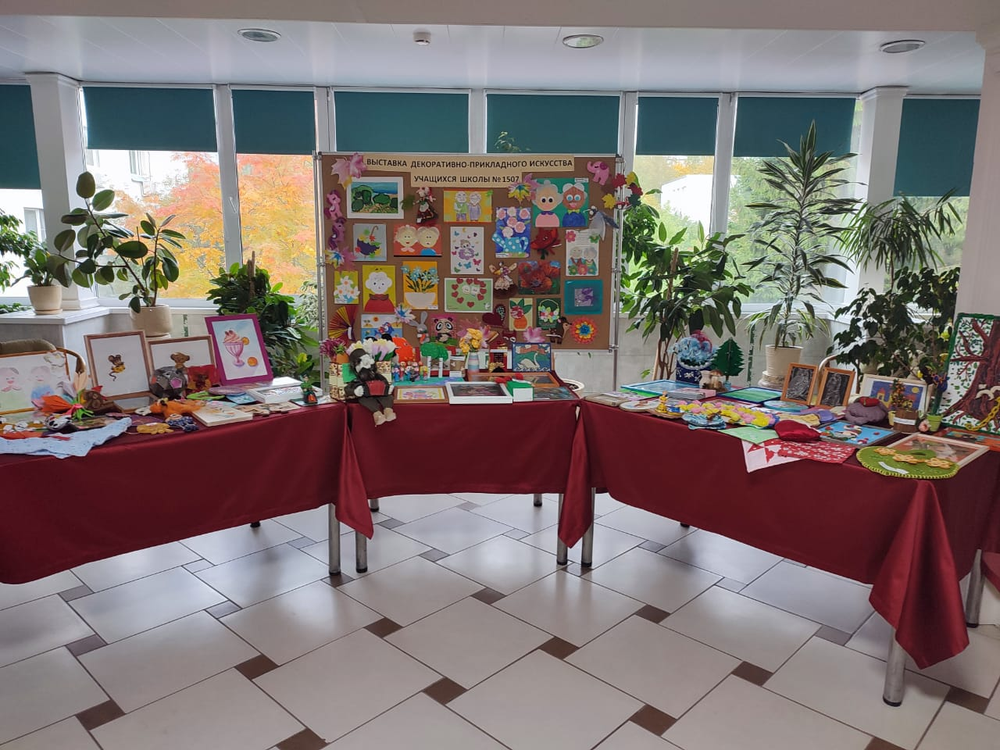 ВЫСТАВКА ДЕКОРАТИВНО-ПРИКЛАДНОГО ИСКУССТВА
УЧАЩИХСЯ ШКОЛЫ №1507